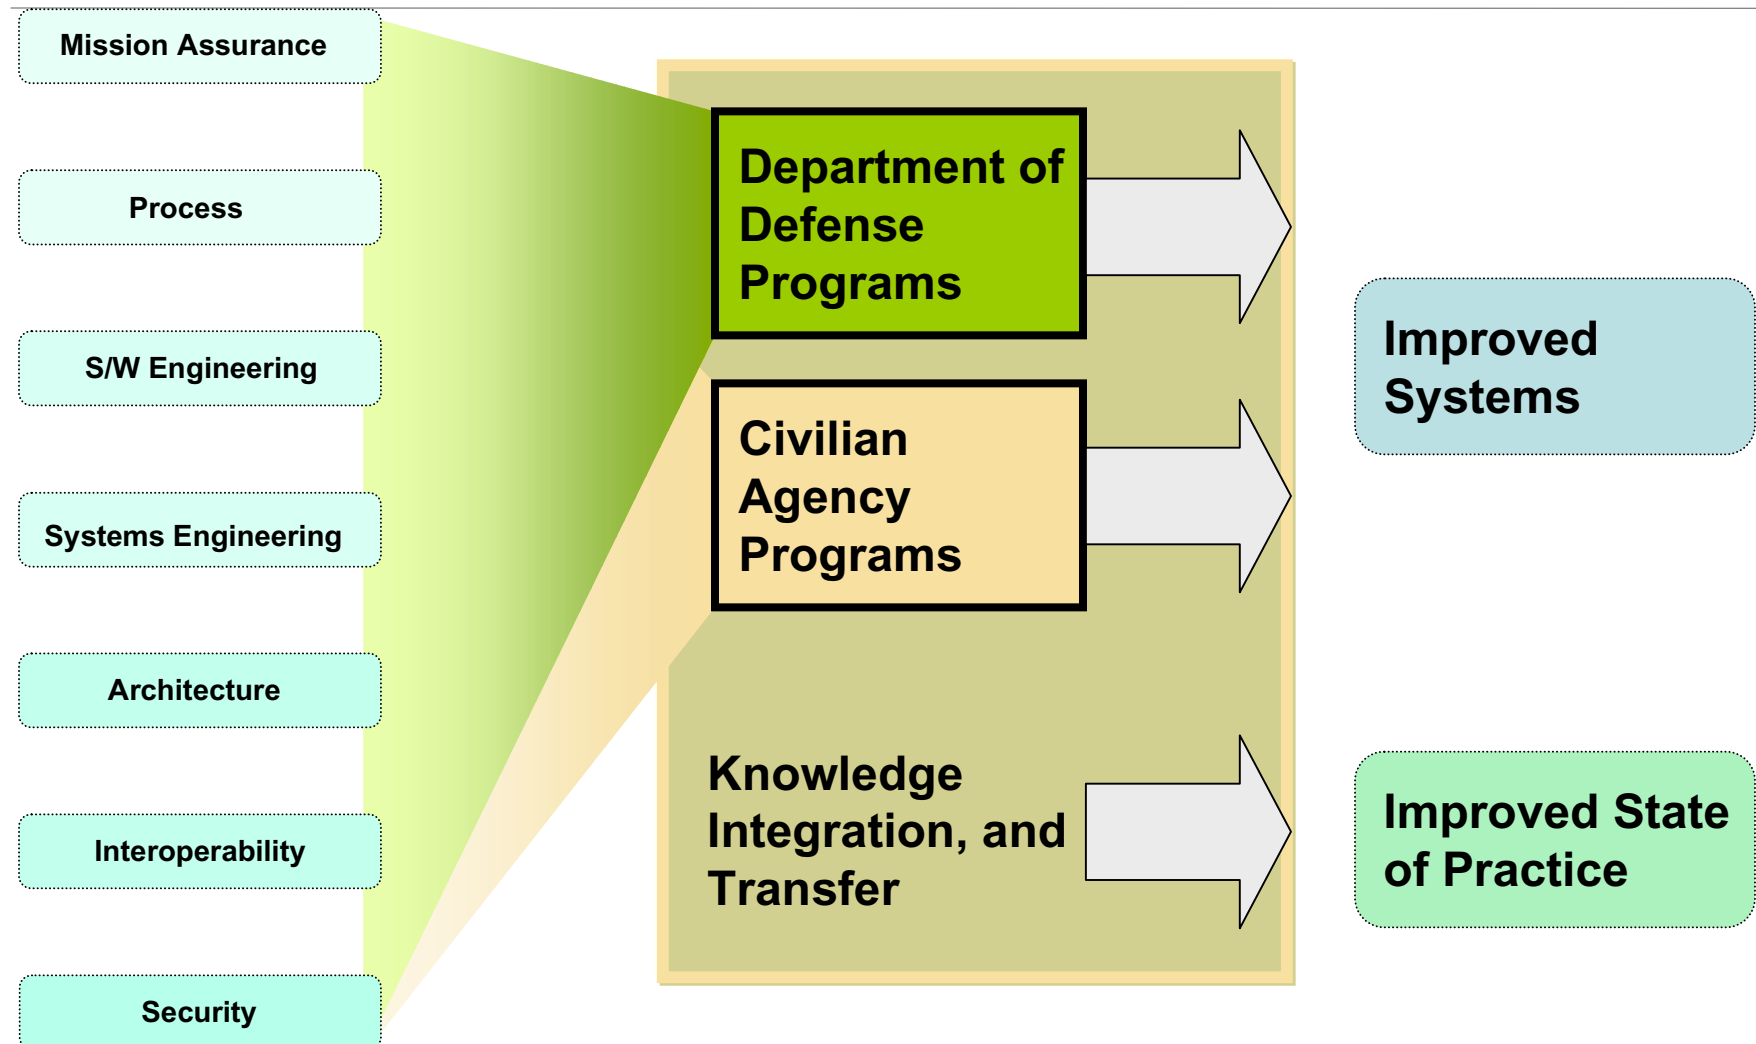 Mission Assurance
Process
S/W Engineering
Systems Engineering
Architecture
Interoperability
Security
Department of
Defense
Programs
Civilian
Agency
Programs
Knowledge
Integration, and
Transfer
Improved
Systems
Improved State
of Practice